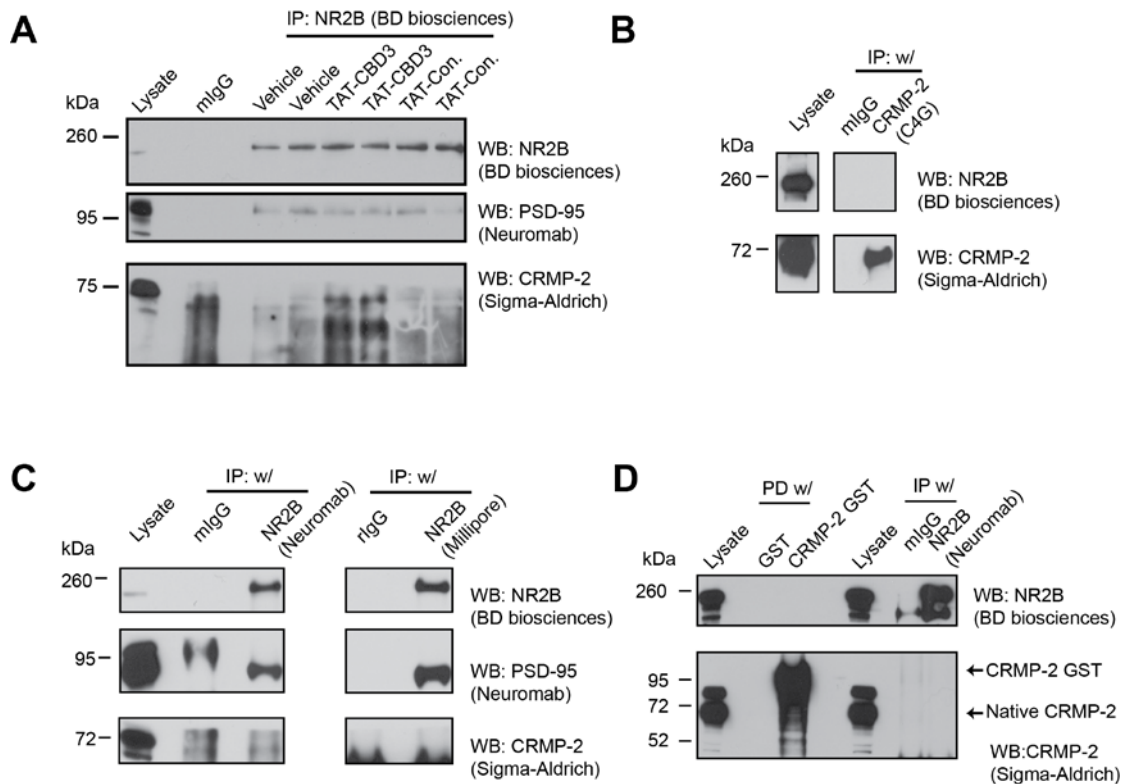 A
IP: NR2B (BD biosciences)
kDa
Lysate
mIgG
Vehicle
Vehicle
TAT-CBD3
TAT-CBD3
TAT-Con.
TAT-Con.
260
WB: NR2B
(BD biosciences)
95
WB: PSD-95
(Neuromab)
75
WB: CRMP-2
(Sigma-Aldrich)
B
IP: w/
kDa
Lysate
mIgG
CRMP-2
(C4G)
260
WB: NR2B
(BD biosciences)
72
WB: CRMP-2
(Sigma-Aldrich)
C
IP: w/
IP: w/
kDa
Lysate
mIgG
NR2B
(Neuromab)
rIgG
NR2B
(Millipore)
260
WB: NR2B
(BD biosciences)
95
WB: PSD-95
(Neuromab)
72
WB: CRMP-2
(Sigma-Aldrich)
D
PD w/
IP w/
kDa
Lysate
GST
CRMP-2 GST
Lysate
mIgG
NR2B
(Neuromab)
260
WB: NR2B
(BD biosciences)
95
CRMP-2 GST
72
Native CRMP-2
52
WB:CRMP-2
(Sigma-Aldrich)